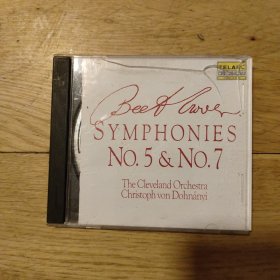 TELARC
Beethoven
SYMPHONIES
No. 5 & No. 7
The Cleveland Orchestra
Christoph von Dohnányi